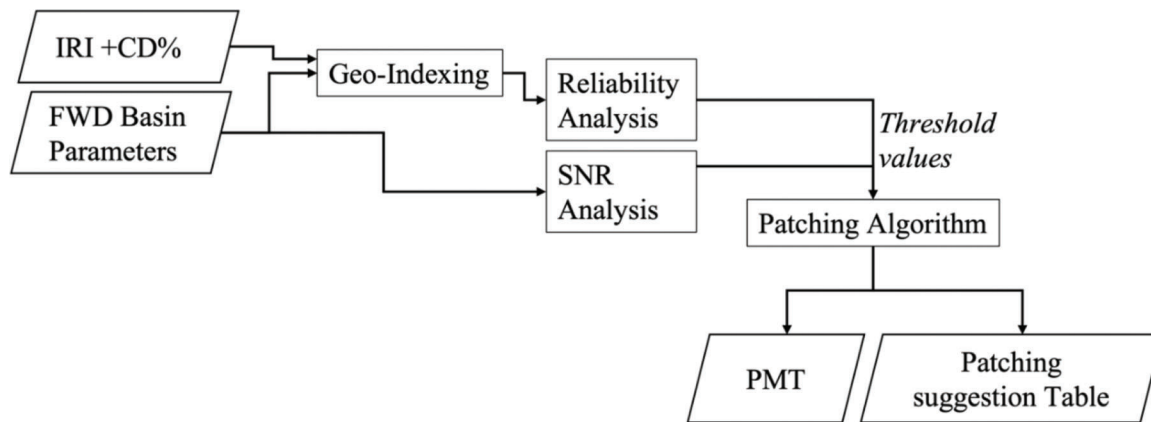 IRI +CD%
FWD Basin
Parameters
Geo-Indexing
Reliability
Analysis
SNR
Analysis
Threshold
values
Patching Algorithm
PMT
Patching
suggestion Table